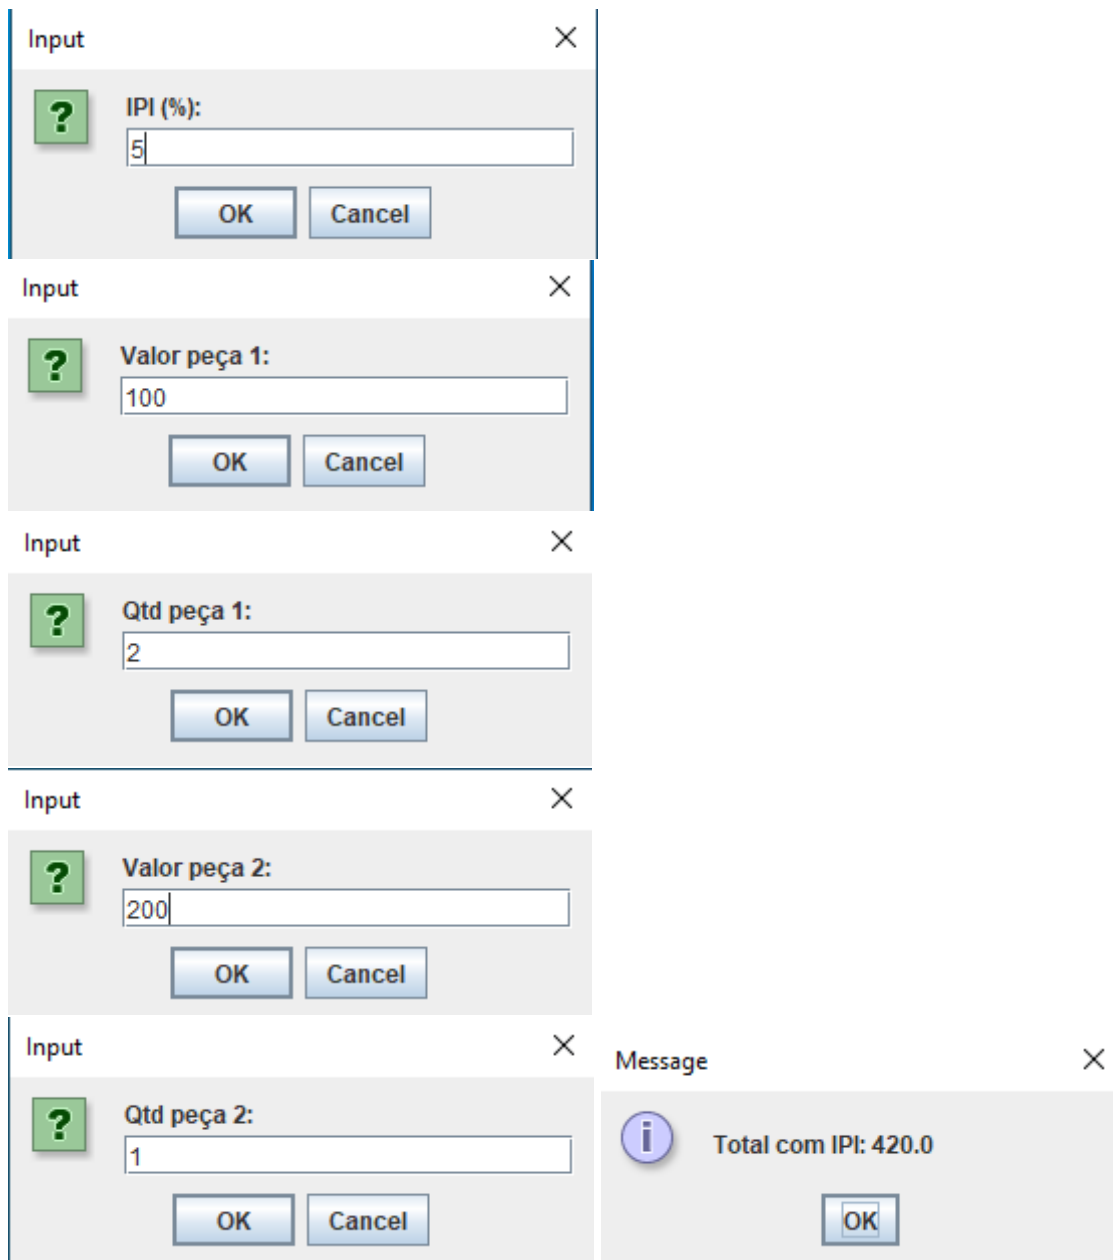 Input
IPI (%):
5
OK Cancel
Input
Valor peça 1:
100
OK Cancel
Input
Qtd peça 1:
2
OK Cancel
Input
Valor peça 2:
200
OK Cancel
Input
Qtd peça 2:
1
OK Cancel
Message
Total com IPI: 420.0
OK